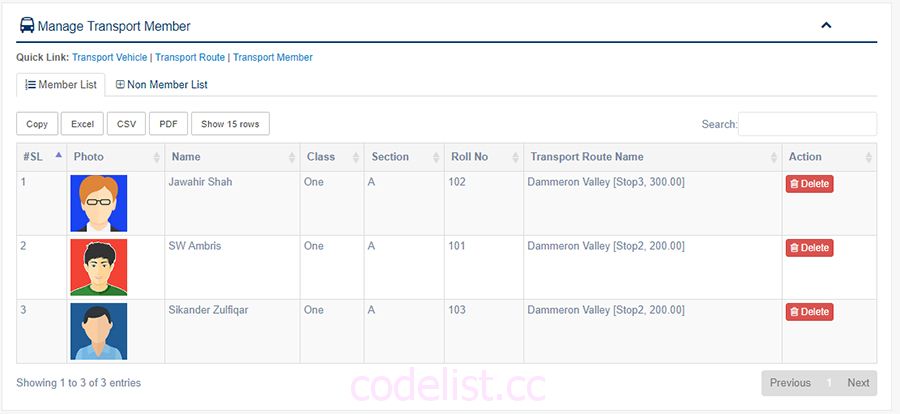 Manage Transport Member
Quick Link: Transport Vehicle | Transport Route | Transport Member
Member List Non Member List
Copy Excel CSV PDF Show 15 rows Search:
#SL Photo Name Class Section Roll No Transport Route Name Action
1 Jawahir Shah One A 102 Dammeron Valley [Stop3, 300.00] Delete
2 SW Ambris One A 101 Dammeron Valley [Stop2, 200.00] Delete
3 Sikander Zulfiqar One A 103 Dammeron Valley [Stop2, 200.00] Delete
Showing 1 to 3 of 3 entries Previous 1 Next
codelist.cc